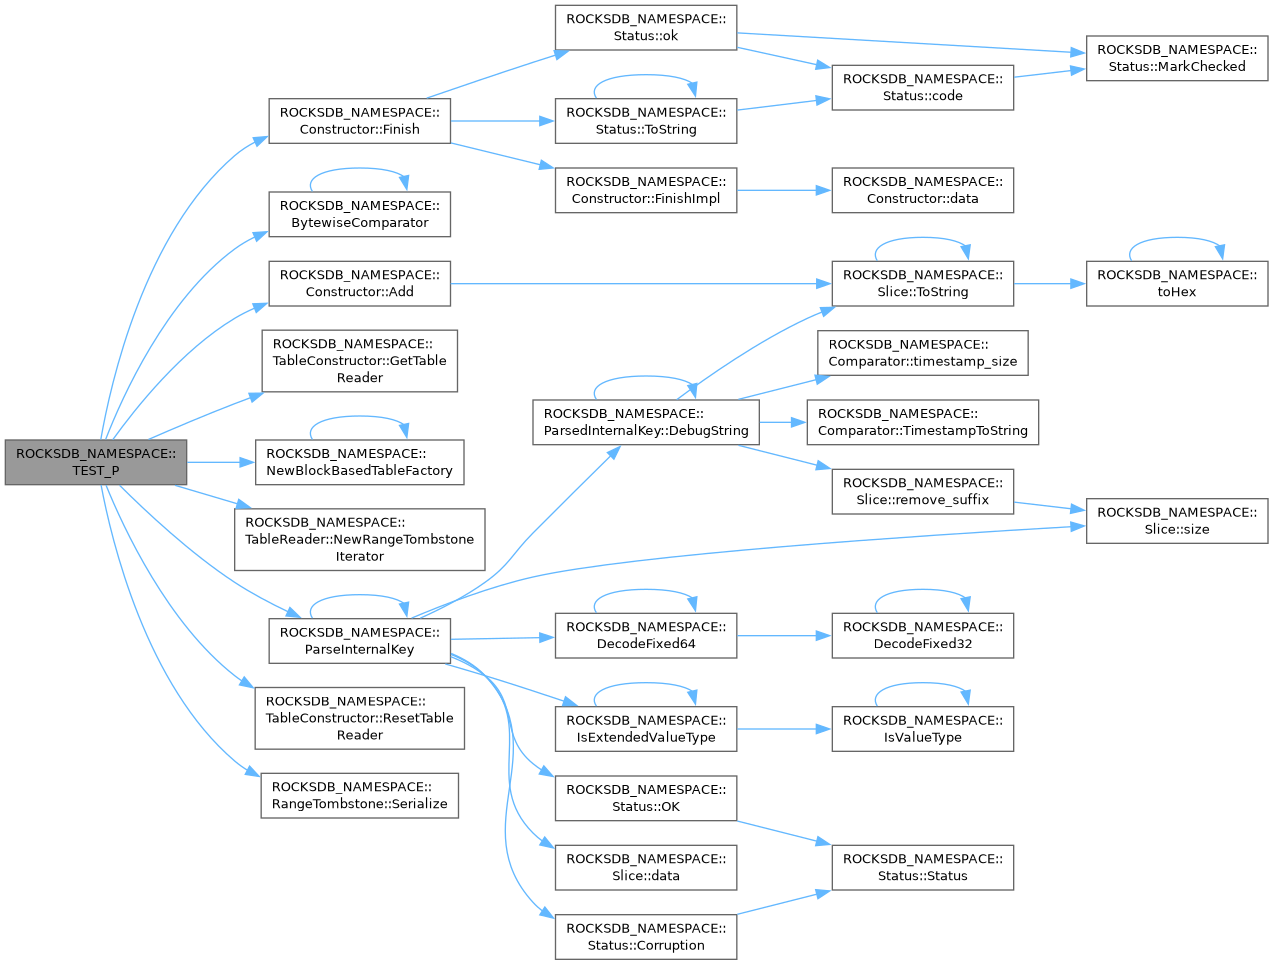 ROCKSDB_NAMESPACE::
TEST_P
ROCKSDB_NAMESPACE::
Constructor::Finish
ROCKSDB_NAMESPACE::
BytewiseComparator
ROCKSDB_NAMESPACE::
Constructor::Add
ROCKSDB_NAMESPACE::
TableConstructor::GetTable
Reader
ROCKSDB_NAMESPACE::
NewBlockBasedTableFactory
ROCKSDB_NAMESPACE::
TableReader::NewRangeTombstone
Iterator
ROCKSDB_NAMESPACE::
ParseInternalKey
ROCKSDB_NAMESPACE::
TableConstructor::ResetTable
Reader
ROCKSDB_NAMESPACE::
RangeTombstone::Serialize
ROCKSDB_NAMESPACE::
Status::ok
ROCKSDB_NAMESPACE::
Status::ToString
ROCKSDB_NAMESPACE::
Constructor::FinishImpl
ROCKSDB_NAMESPACE::
ParsedInternalKey::DebugString
ROCKSDB_NAMESPACE::
DecodeFixed64
ROCKSDB_NAMESPACE::
IsExtendedValueType
ROCKSDB_NAMESPACE::
Status::OK
ROCKSDB_NAMESPACE::
Slice::data
ROCKSDB_NAMESPACE::
Status::Corruption
ROCKSDB_NAMESPACE::
Status::code
ROCKSDB_NAMESPACE::
Constructor::data
ROCKSDB_NAMESPACE::
Slice::ToString
ROCKSDB_NAMESPACE::
Comparator::timestamp_size
ROCKSDB_NAMESPACE::
Comparator::TimestampToString
ROCKSDB_NAMESPACE::
Slice::remove_suffix
ROCKSDB_NAMESPACE::
DecodeFixed32
ROCKSDB_NAMESPACE::
IsValueType
ROCKSDB_NAMESPACE::
Status::Status
ROCKSDB_NAMESPACE::
Status::MarkChecked
ROCKSDB_NAMESPACE::
toHex
ROCKSDB_NAMESPACE::
Slice::size